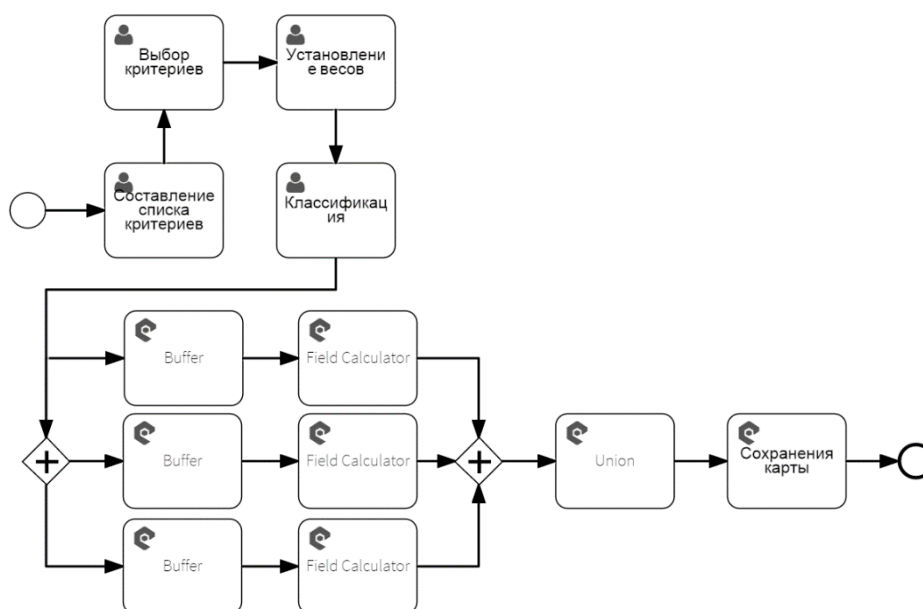 Выбор
критериев
Установлени
е весов
Составление
списка
критериев
Классификац
ия
Buffer
Field Calculator
Buffer
Field Calculator
Union
Сохранения
карты
Buffer
Field Calculator